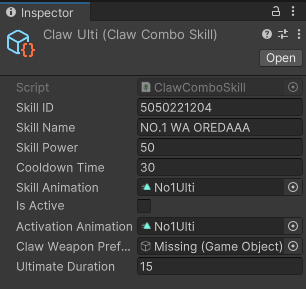 Inspector
Claw Ulti (Claw Combo Skill)
Open
Script ClawComboSkill
Skill ID 5050221204
Skill Name NO.1 WA OREDAAA
Skill Power 50
Cooldown Time 30
Skill Animation No1Ulti
Is Active
Activation Animation No1Ulti
Claw Weapon Pref... Missing (Game Object)
Ultimate Duration 15